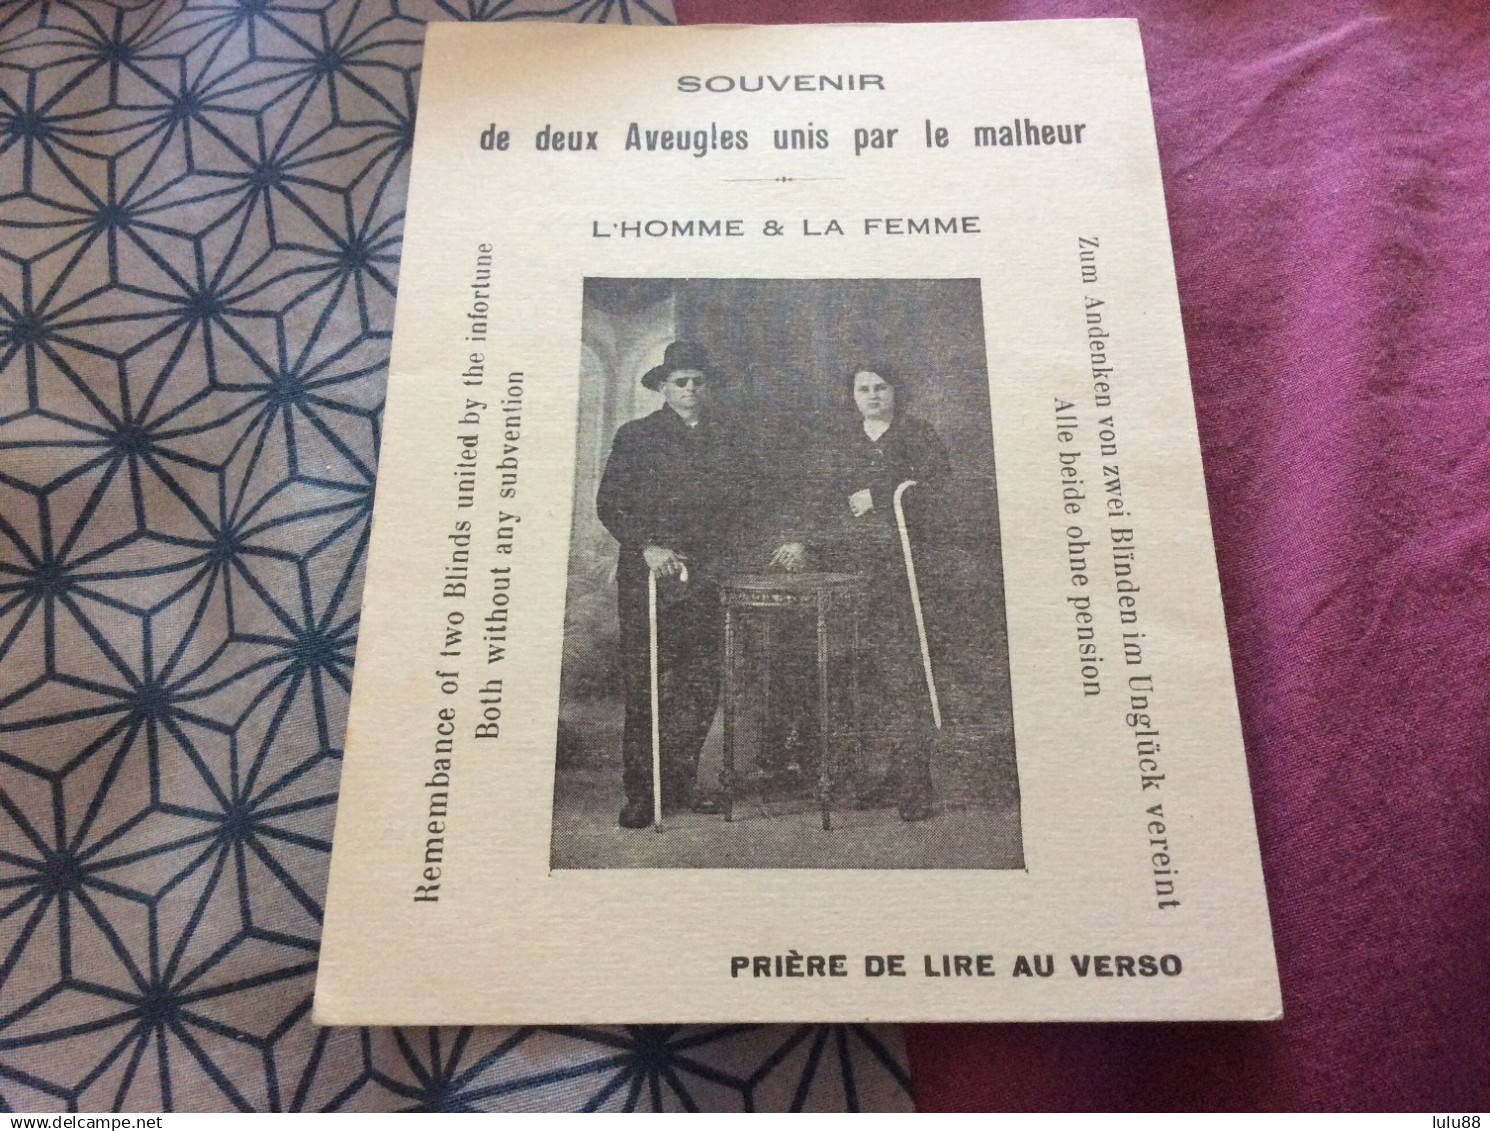 SOUVENIR
de deux Aveugles unis par le malheur
L'HOMME & LA FEMME
Remembance of two Blinds united by the infortune
Both without any subvention
Zum Andenken von zwei Blinden im Unglück vereint
Alle beide ohne pension
PRIÈRE DE LIRE AU VERSO
delcampe.net
lulu88